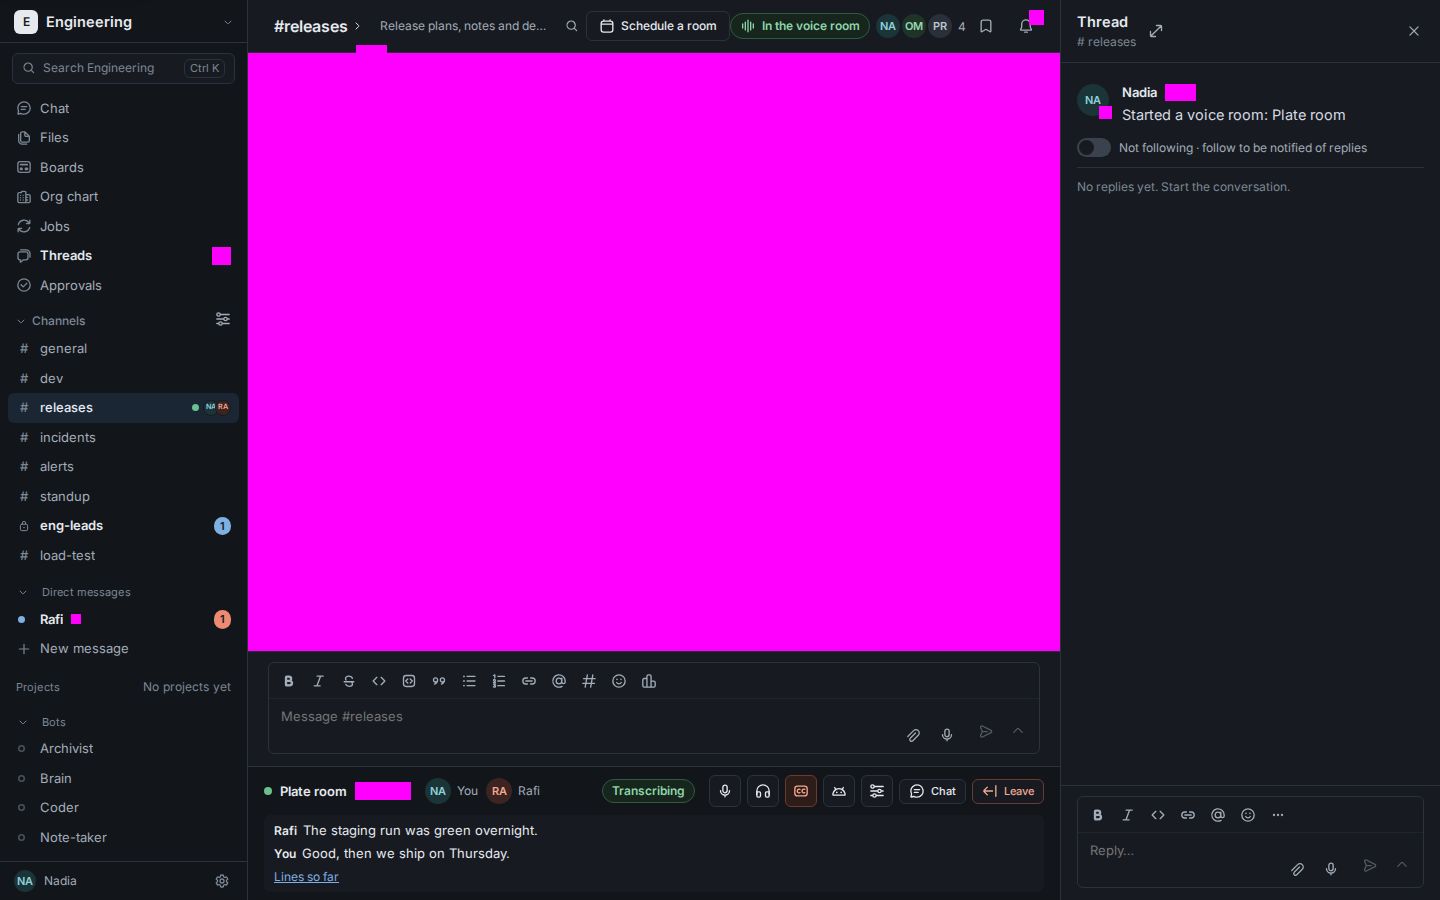 E Engineering
Search Engineering Ctrl K
Chat
Files
Boards
Org chart
Jobs
Threads
Approvals
Channels
# general
# dev
# releases NA RA
# incidents
# alerts
# standup
eng-leads 1
# load-test
Direct messages
Rafi 1
New message
Projects No projects yet
Bots
Archivist
Brain
Coder
Note-taker
NA Nadia
#releases Release plans, notes and de... Schedule a room In the voice room NA OM PR 4
Message #releases
Plate room NA You RA Rafi Transcribing CC Chat Leave
Rafi The staging run was green overnight.
You Good, then we ship on Thursday.
Lines so far
Thread
# releases
NA Nadia
Started a voice room: Plate room
Not following · follow to be notified of replies
No replies yet. Start the conversation.
Reply...